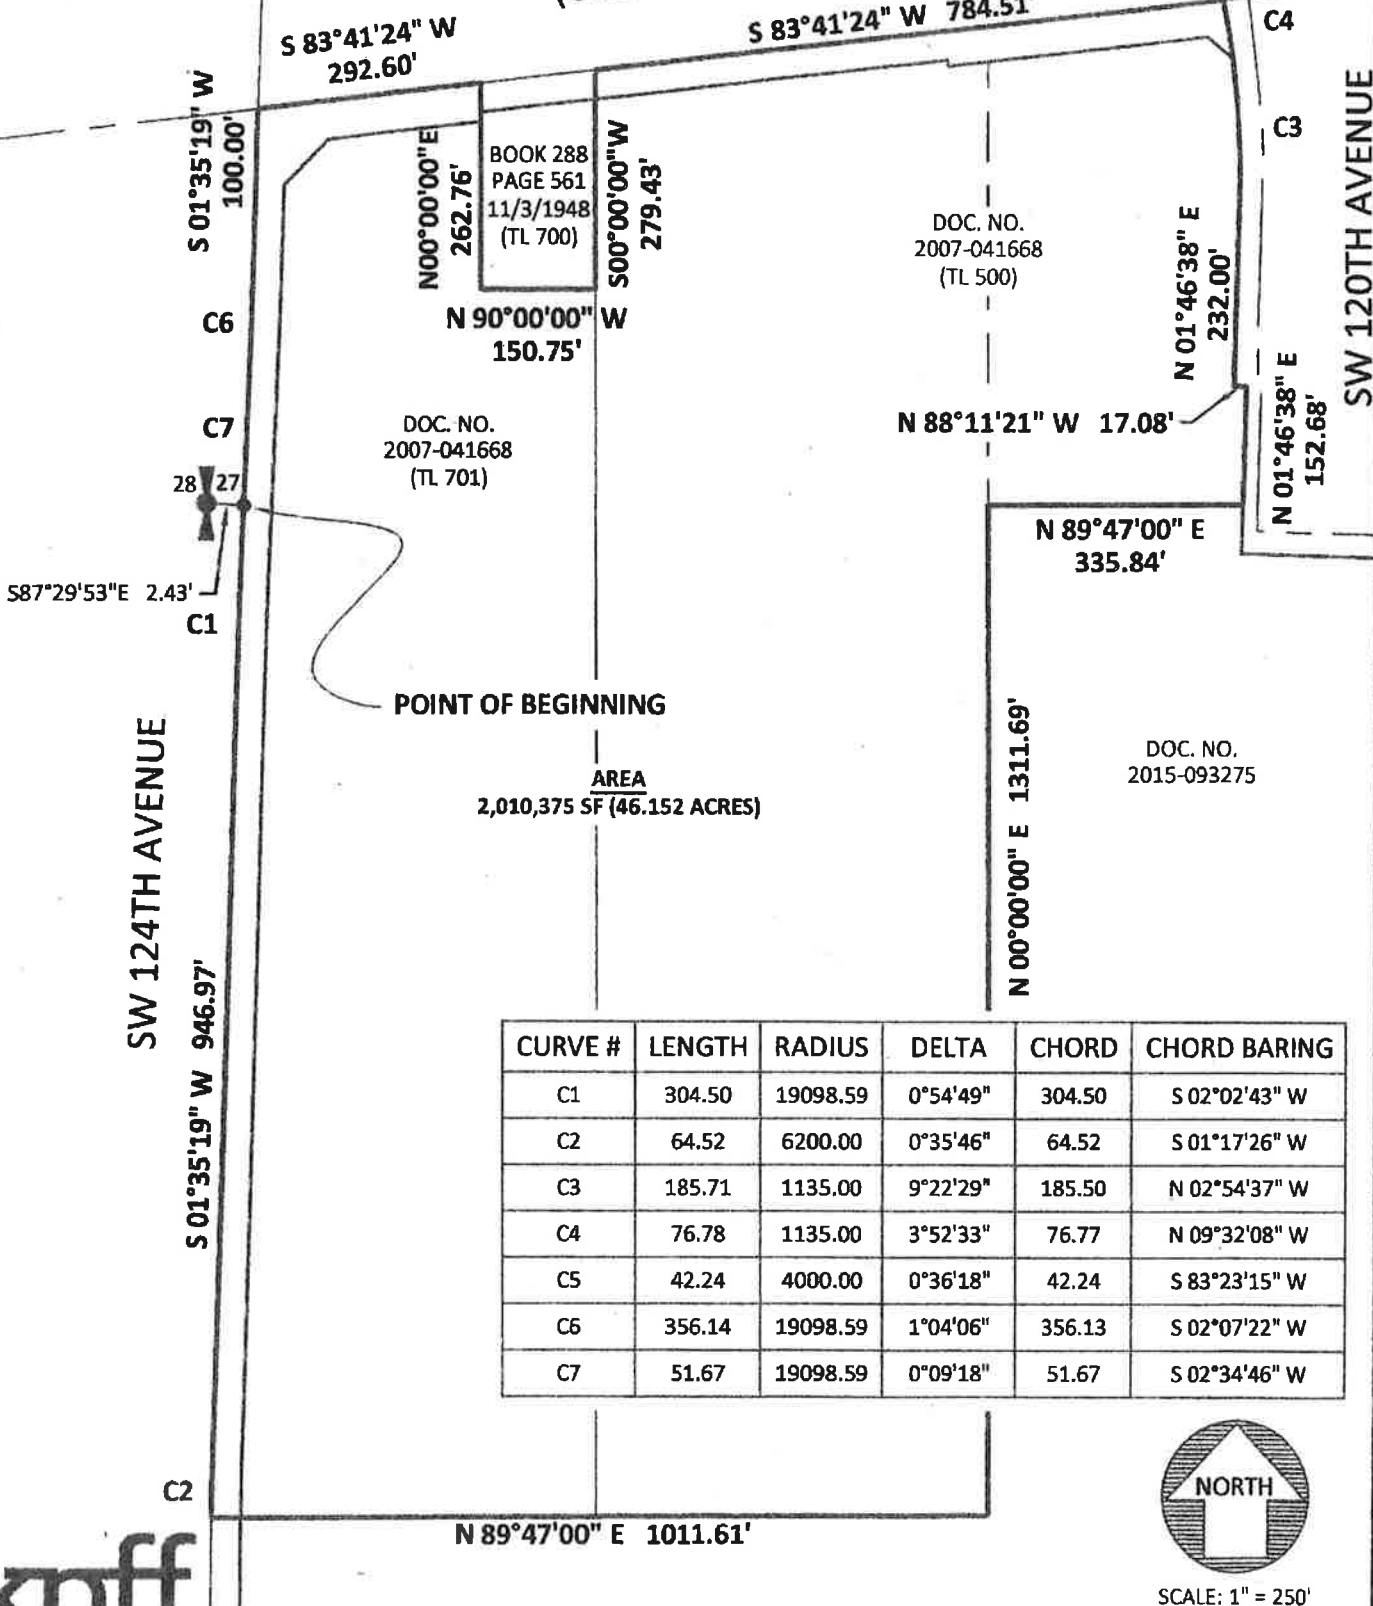 S 83°41'24" W
292.60'
S 83°41'24" W 784.51'
C4
S 01°35'19" W
100.00'
SW 120TH AVENUE
C3
N00°00'00"E
262.76'
BOOK 288
PAGE 561
11/3/1948
(TL 700)
S00°00'00"W
279.43'
DOC. NO.
2007-041668
(TL 500)
N 01°46'38" E
232.00'
C6
N 90°00'00" W
150.75'
N 01°46'38" E
152.68'
C7
DOC. NO.
2007-041668
(TL 701)
N 88°11'21" W 17.08'
28 27
N 89°47'00" E
335.84'
S87°29'53"E 2.43'
C1
POINT OF BEGINNING
SW 124TH AVENUE
N 00°00'00" E 1311.69'
DOC. NO.
2015-093275
AREA
2,010,375 SF (46.152 ACRES)
S 01°35'19" W 946.97'
CURVE # LENGTH RADIUS DELTA CHORD CHORD BARING
C1 304.50 19098.59 0°54'49" 304.50 S 02°02'43" W
C2 64.52 6200.00 0°35'46" 64.52 S 01°17'26" W
C3 185.71 1135.00 9°22'29" 185.50 N 02°54'37" W
C4 76.78 1135.00 3°52'33" 76.77 N 09°32'08" W
C5 42.24 4000.00 0°36'18" 42.24 S 83°23'15" W
C6 356.14 19098.59 1°04'06" 356.13 S 02°07'22" W
C7 51.67 19098.59 0°09'18" 51.67 S 02°34'46" W
C2
NORTH
N 89°47'00" E 1011.61'
kpff
SCALE: 1" = 250'